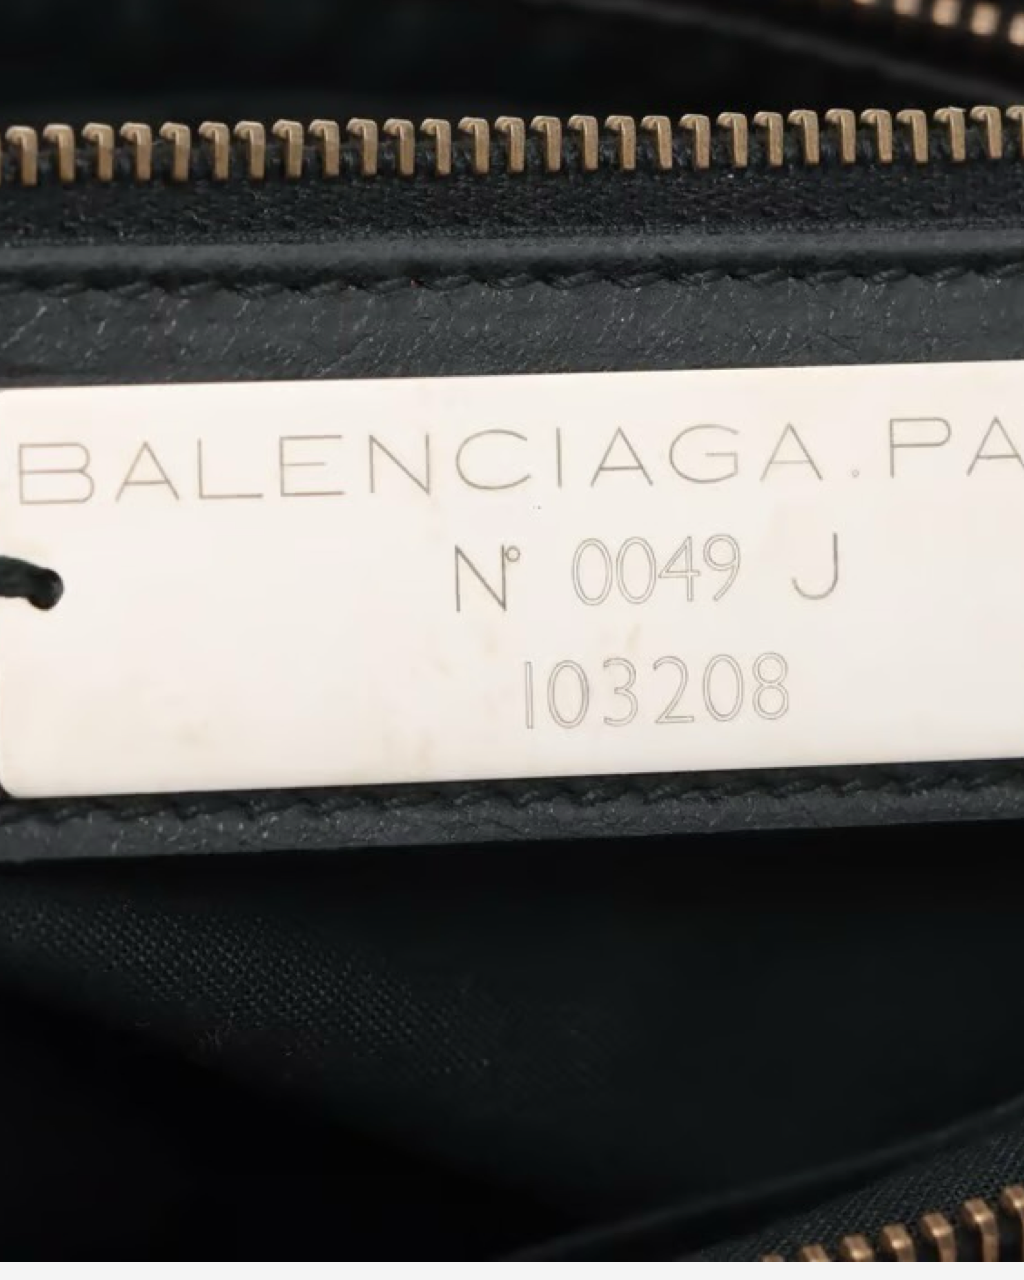 BALENCIAGA.PA
N° 0049 J
103208